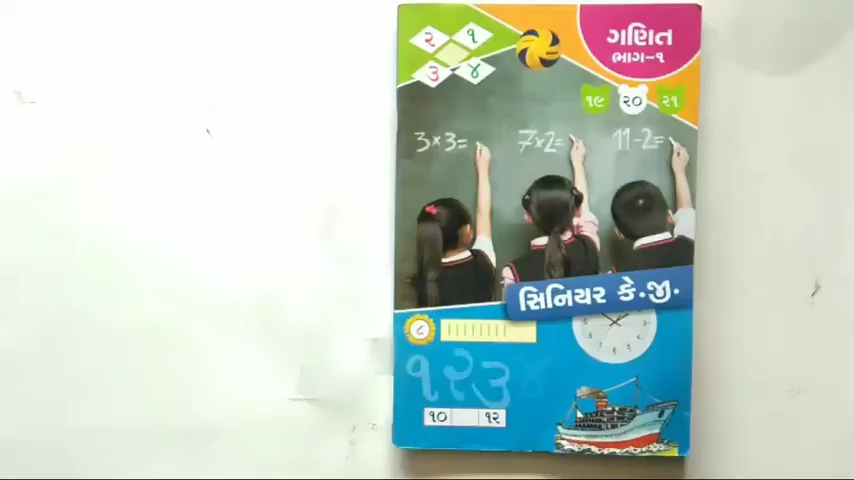 ગણિત
ભાગ-૧
૨ ૧
૩ ૪
૧૯ ૨૦ ૨૧
3×3= 7×2= 11-2=
સિનિયર કે.જી.
૮
૧૨૩૪
૧૦ ૧૨